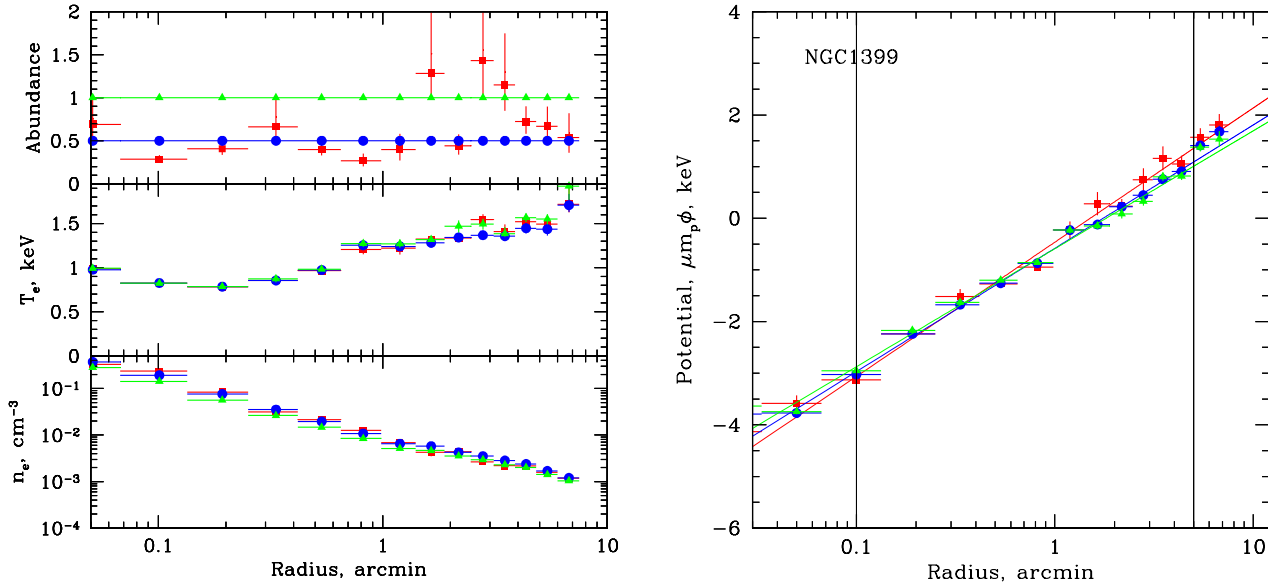 2
1.5
1
0.5
0
Abundance
1.5
1
0.5
0
T_e, keV
10^−1
10^−2
10^−3
10^−4
n_e, cm^−3
0.1 1 10
Radius, arcmin
4
2
0
−2
−4
−6
Potential, μm_pϕ, keV
NGC1399
0.1 1 10
Radius, arcmin